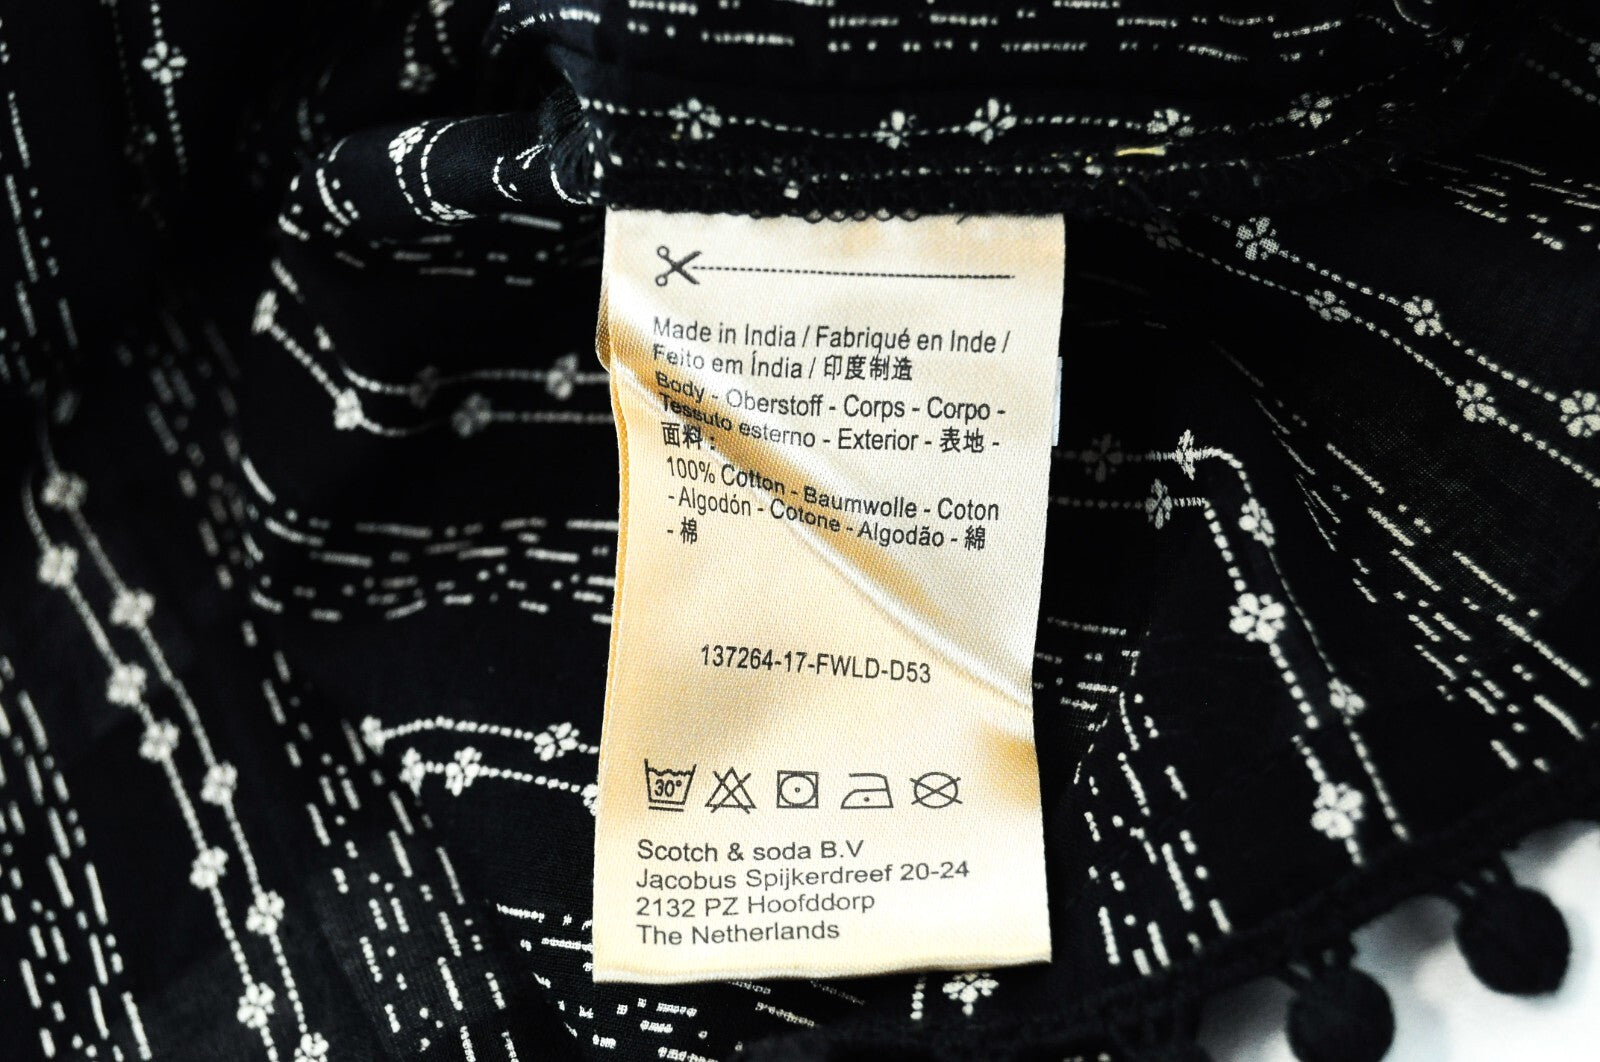 Made in India / Fabriqué en Inde /
Feito em Índia / 印度制造
Body - Oberstoff - Corps - Corpo -
Tessuto esterno - Exterior - 表地 -
面料 :
100% Cotton - Baumwolle - Coton
- Algodón - Cotone - Algodão - 綿
- 棉
137264-17-FWLD-D53
30°
Scotch & soda B.V
Jacobus Spijkerdreef 20-24
2132 PZ Hoofddorp
The Netherlands